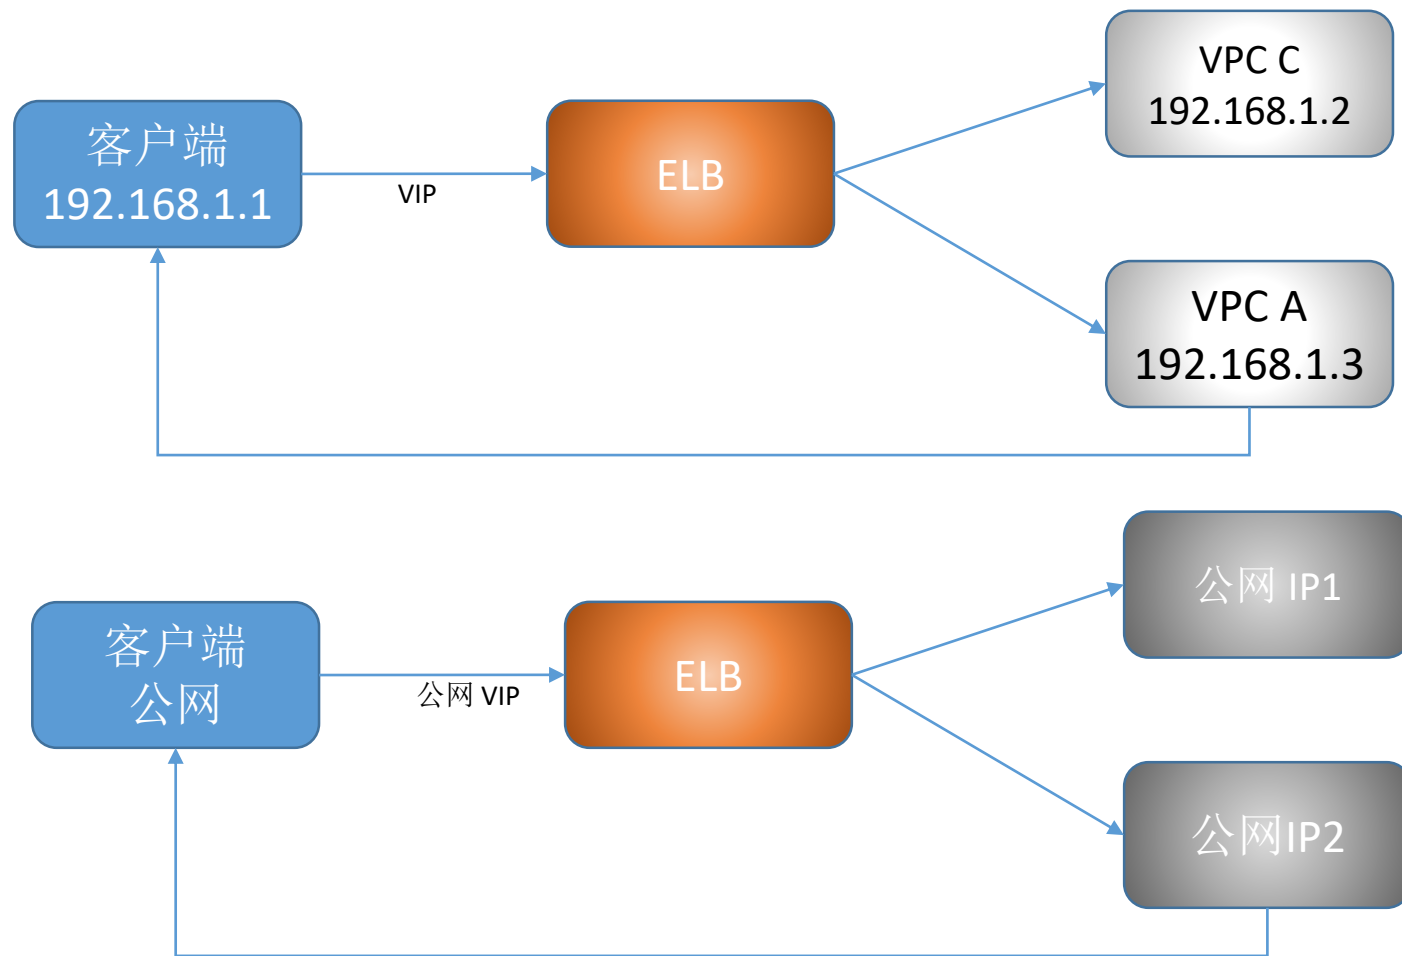 客户端
192.168.1.1
VIP
ELB
VPC C
192.168.1.2
VPC A
192.168.1.3
客户端
公网
公网 VIP
ELB
公网 IP1
公网IP2